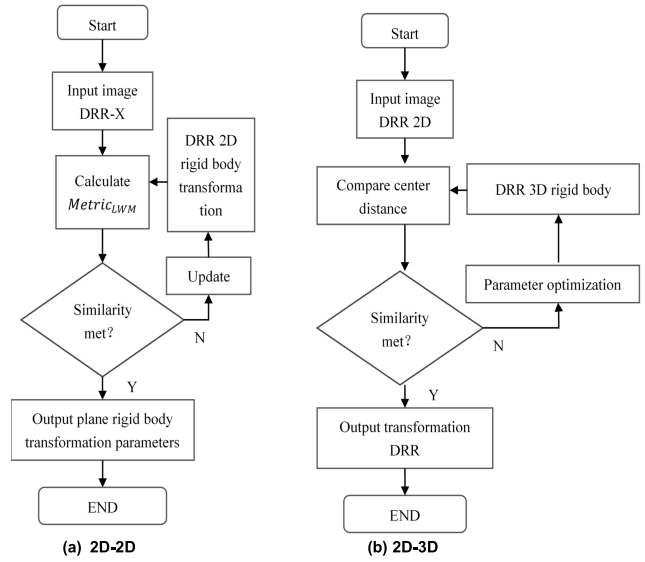 Start
Input image
DRR-X
Calculate
Metric_LWM
DRR 2D
rigid body
transforma
tion
Update
Similarity
met?
N
Y
Output plane rigid body
transformation parameters
END
(a) 2D-2D
Start
Input image
DRR 2D
Compare center
distance
DRR 3D rigid body
Parameter optimization
Similarity
met?
N
Y
Output transformation
DRR
END
(b) 2D-3D